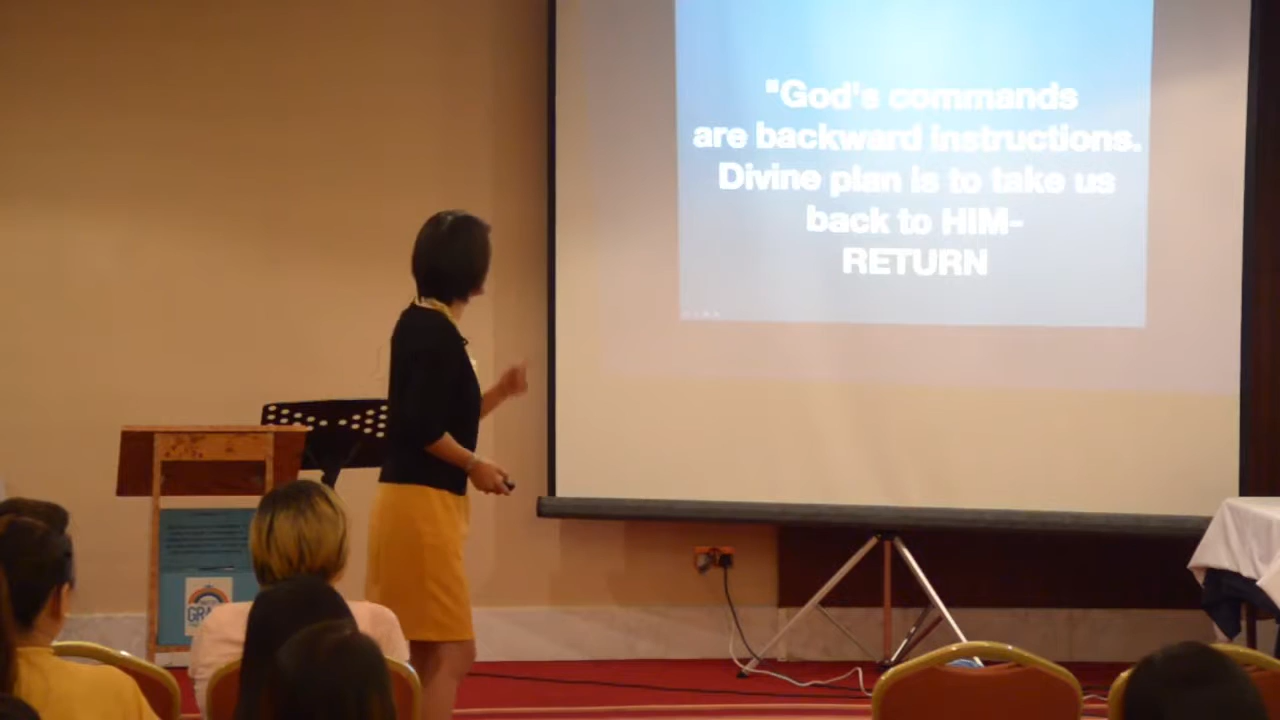 "God's commands
are backward instructions.
Divine plan is to take us
back to HIM-
RETURN